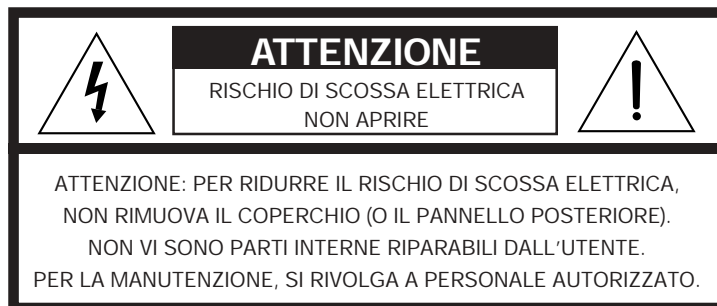 ATTENZIONE
RISCHIO DI SCOSSA ELETTRICA
NON APRIRE
ATTENZIONE: PER RIDURRE IL RISCHIO DI SCOSSA ELETTRICA,
NON RIMUOVA IL COPERCHIO (O IL PANNELLO POSTERIORE).
NON VI SONO PARTI INTERNE RIPARABILI DALL'UTENTE.
PER LA MANUTENZIONE, SI RIVOLGA A PERSONALE AUTORIZZATO.